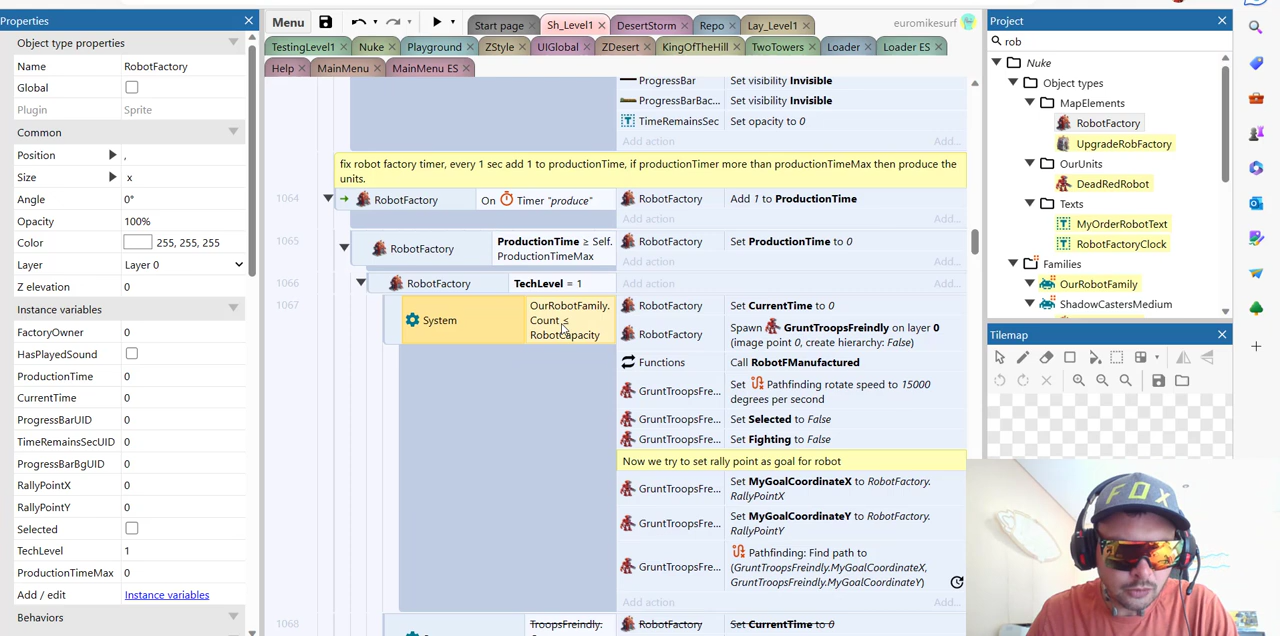 Properties
Object type properties
Name RobotFactory
Global
Plugin Sprite
Common
Position ,
Size x
Angle 0°
Opacity 100%
Color 255, 255, 255
Layer Layer 0
Z elevation 0
Instance variables
FactoryOwner 0
HasPlayedSound
ProductionTime 0
CurrentTime 0
ProgressBarUID 0
TimeRemainsSecUID 0
ProgressBarBgUID 0
RallyPointX 0
RallyPointY 0
Selected
TechLevel 1
ProductionTimeMax 0
Add / edit Instance variables
Behaviors
Menu Start page Sh_Level1 DesertStorm Repo Lay_Level1 euromikesurf
TestingLevel1 Nuke Playground ZStyle UIGlobal ZDesert KingOfTheHill TwoTowers Loader Loader ES
Help MainMenu MainMenu ES
ProgressBar Set visibility Invisible
ProgressBarBac... Set visibility Invisible
TimeRemainsSec Set opacity to 0
Add action Add...
fix robot factory timer, every 1 sec add 1 to productionTime, if productionTimer more than productionTimeMax then produce the
units.
1064 RobotFactory On Timer "produce" RobotFactory Add 1 to ProductionTime
Add action Add...
1065 RobotFactory ProductionTime ≥ Self.
ProductionTimeMax RobotFactory Set ProductionTime to 0
Add action Add...
1066 RobotFactory TechLevel = 1 Add action Add...
1067 System OurRobotFamily.
Count ≤
RobotCapacity
RobotFactory Set CurrentTime to 0
RobotFactory Spawn GruntTroopsFreindly on layer 0
(image point 0, create hierarchy: False)
Functions Call RobotFManufactured
GruntTroopsFre... Set Pathfinding rotate speed to 15000
degrees per second
GruntTroopsFre... Set Selected to False
GruntTroopsFre... Set Fighting to False
Now we try to set rally point as goal for robot
GruntTroopsFre... Set MyGoalCoordinateX to RobotFactory.
RallyPointX
GruntTroopsFre... Set MyGoalCoordinateY to RobotFactory.
RallyPointY
GruntTroopsFre... Pathfinding: Find path to
(GruntTroopsFreindly.MyGoalCoordinateX,
GruntTroopsFreindly.MyGoalCoordinateY)
Add action Add...
1068 TroopsFreindly. RobotFactory Set CurrentTime to 0
Project
rob
Nuke
Object types
MapElements
RobotFactory
UpgradeRobFactory
OurUnits
DeadRedRobot
Texts
MyOrderRobotText
RobotFactoryClock
Families
OurRobotFamily
ShadowCastersMedium
Tilemap
FOX